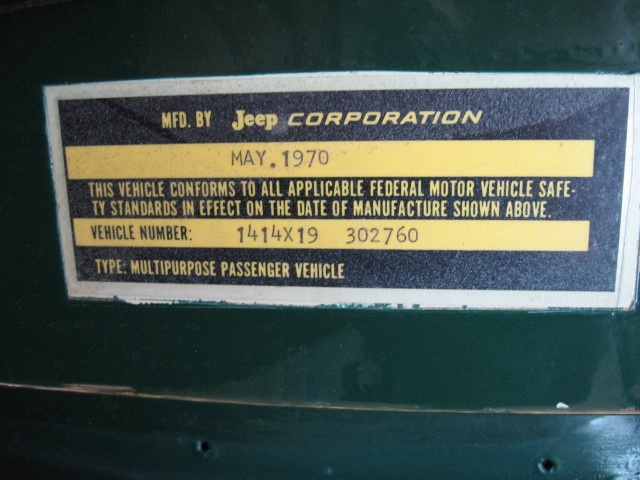 MFD. BY Jeep CORPORATION
MAY.1970
THIS VEHICLE CONFORMS TO ALL APPLICABLE FEDERAL MOTOR VEHICLE SAFE-
TY STANDARDS IN EFFECT ON THE DATE OF MANUFACTURE SHOWN ABOVE.
VEHICLE NUMBER: 1414X19 302760
TYPE: MULTIPURPOSE PASSENGER VEHICLE